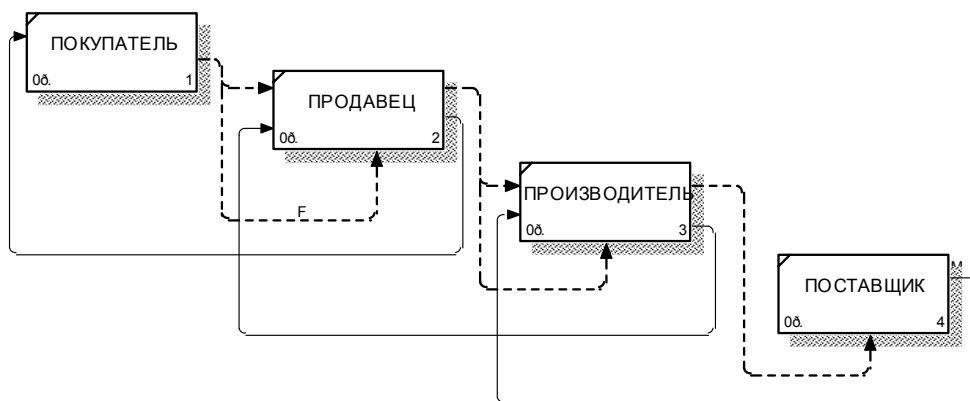 ПОКУПАТЕЛЬ
0ð. 1
ПРОДАВЕЦ
0ð. 2
F
ПРОИЗВОДИТЕЛЬ
0ð. 3
ПОСТАВЩИК
0ð. 4